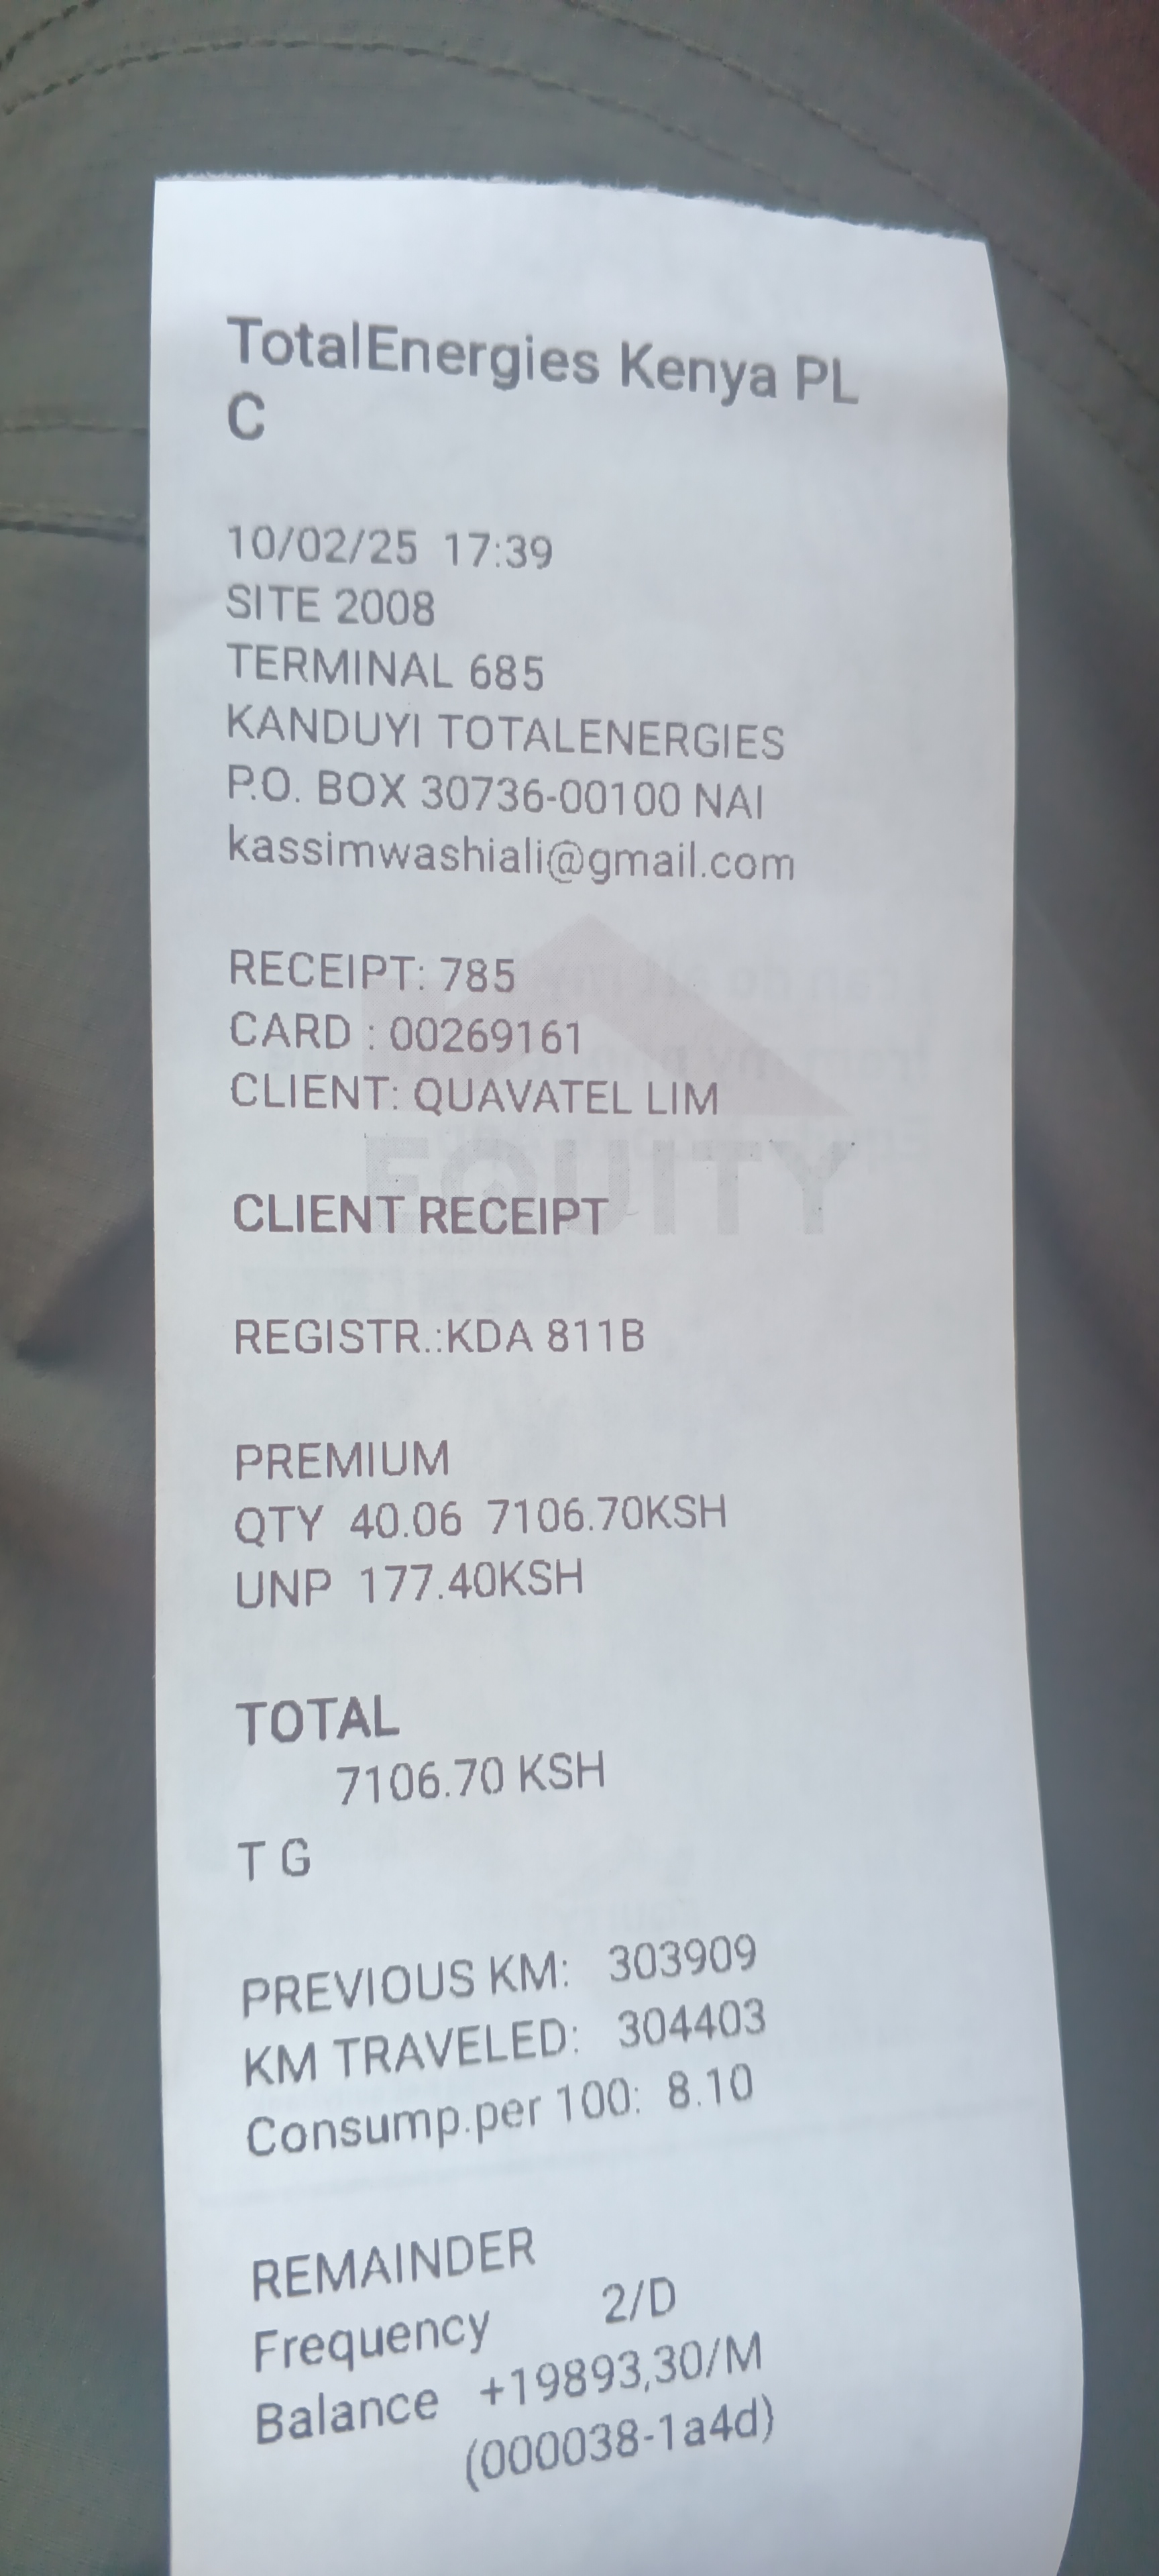 TotalEnergies Kenya PL
C
10/02/25 17:39
SITE 2008
TERMINAL 685
KANDUYI TOTALENERGIES
P.O. BOX 30736-00100 NAI
kassimwashiali@gmail.com
RECEIPT: 785
CARD : 00269161
CLIENT: QUAVATEL LIM
EQUITY
CLIENT RECEIPT
REGISTR.:KDA 811B
PREMIUM
QTY 40.06 7106.70KSH
UNP 177.40KSH
TOTAL
7106.70 KSH
T G
PREVIOUS KM: 303909
KM TRAVELED: 304403
Consump.per 100: 8.10
REMAINDER
Frequency 2/D
Balance +19893,30/M
(000038-1a4d)